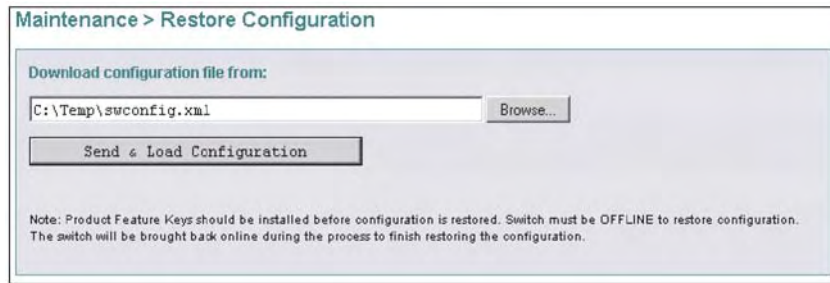 Maintenance > Restore Configuration
Download configuration file from:
C:\Temp\swconfig.xml
Browse...
Send & Load Configuration
Note: Product Feature Keys should be installed before configuration is restored. Switch must be OFFLINE to restore configuration.
The switch will be brought back online during the process to finish restoring the configuration.